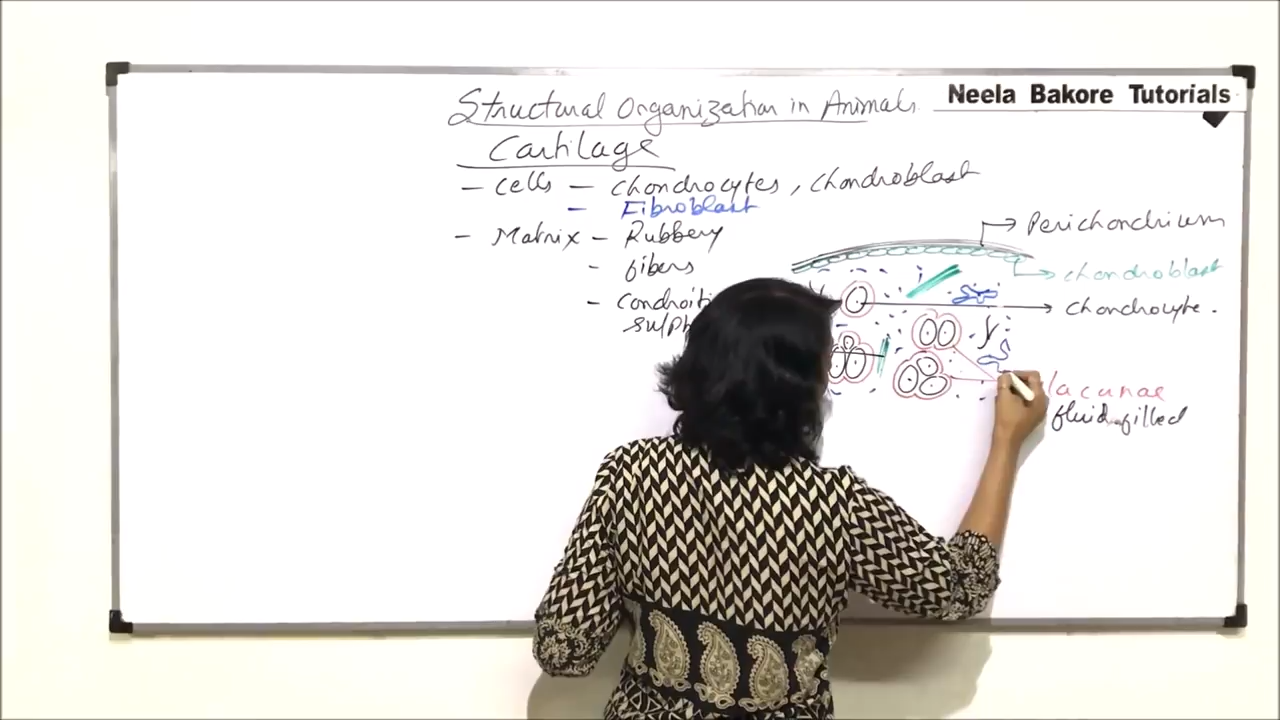 Neela Bakore Tutorials
Structural Organization in Animals
Cartilage
- Cells - Chondrocytes, Chondroblast
- Fibroblast
- Matrix - Rubbery
- fibers
- Condroiti
sulph
Perichondrium
chondroblast
Chondrocyte.
lacunae
fluid filled